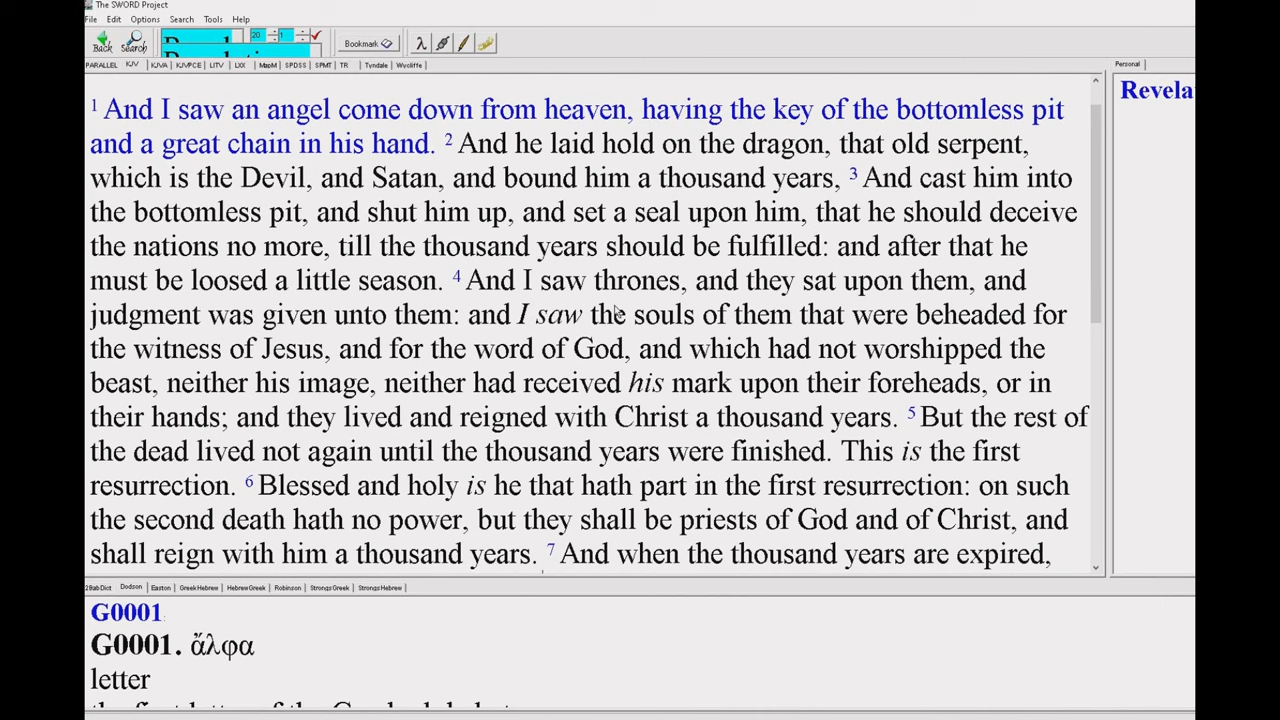 The SWORD Project
File Edit Options Search Tools Help
Back Search 20 1 Bookmark λ
PARALLEL KJV KJVA KJVPCE LITV LXX MapM SPDSS SPMT TR Tyndale Wycliffe
Personal
Revela
1 And I saw an angel come down from heaven, having the key of the bottomless pit
and a great chain in his hand. 2 And he laid hold on the dragon, that old serpent,
which is the Devil, and Satan, and bound him a thousand years, 3 And cast him into
the bottomless pit, and shut him up, and set a seal upon him, that he should deceive
the nations no more, till the thousand years should be fulfilled: and after that he
must be loosed a little season. 4 And I saw thrones, and they sat upon them, and
judgment was given unto them: and I saw the souls of them that were beheaded for
the witness of Jesus, and for the word of God, and which had not worshipped the
beast, neither his image, neither had received his mark upon their foreheads, or in
their hands; and they lived and reigned with Christ a thousand years. 5 But the rest of
the dead lived not again until the thousand years were finished. This is the first
resurrection. 6 Blessed and holy is he that hath part in the first resurrection: on such
the second death hath no power, but they shall be priests of God and of Christ, and
shall reign with him a thousand years. 7 And when the thousand years are expired,
2BabDict Dodson Easton GreekHebrew HebrewGreek Robinson StrongsGreek StrongsHebrew
G0001
G0001. ἄλφα
letter